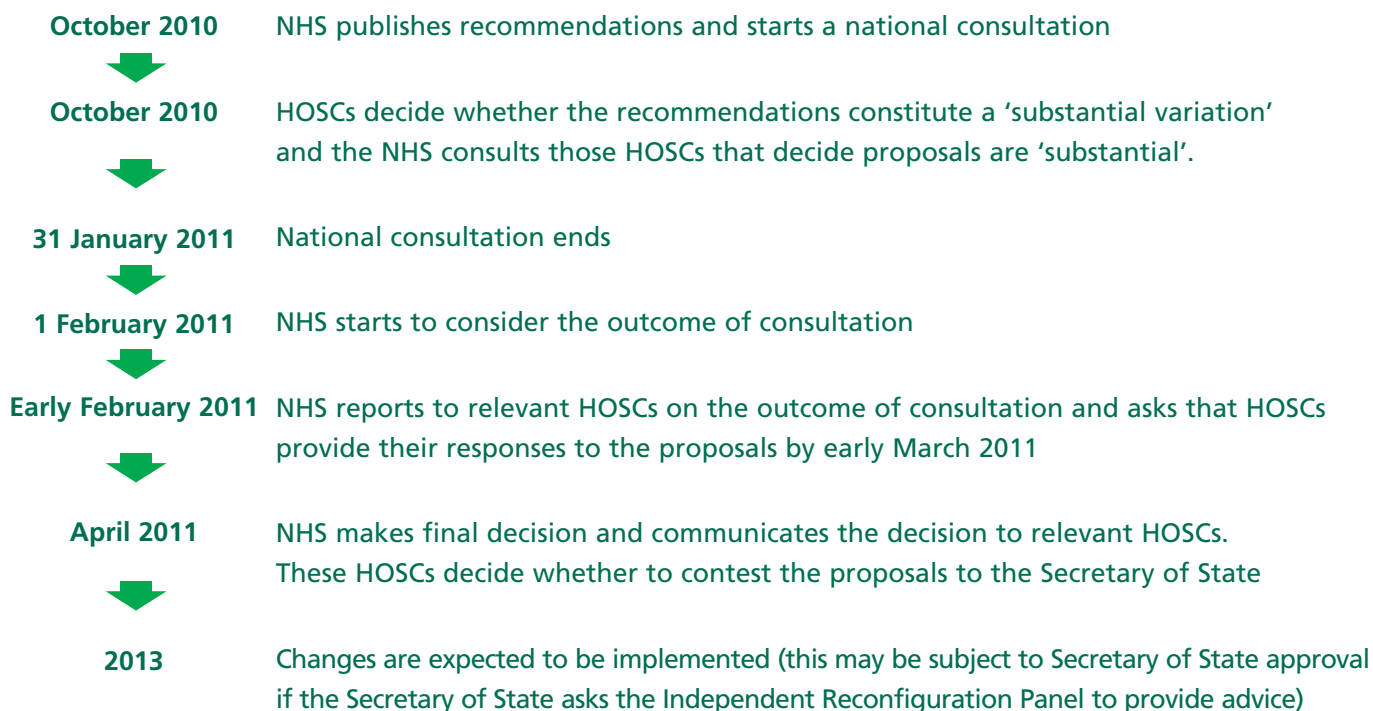 October 2010 NHS publishes recommendations and starts a national consultation
October 2010 HOSCs decide whether the recommendations constitute a ‘substantial variation’
and the NHS consults those HOSCs that decide proposals are ‘substantial’.
31 January 2011 National consultation ends
1 February 2011 NHS starts to consider the outcome of consultation
Early February 2011 NHS reports to relevant HOSCs on the outcome of consultation and asks that HOSCs
provide their responses to the proposals by early March 2011
April 2011 NHS makes final decision and communicates the decision to relevant HOSCs.
These HOSCs decide whether to contest the proposals to the Secretary of State
2013 Changes are expected to be implemented (this may be subject to Secretary of State approval
if the Secretary of State asks the Independent Reconfiguration Panel to provide advice)